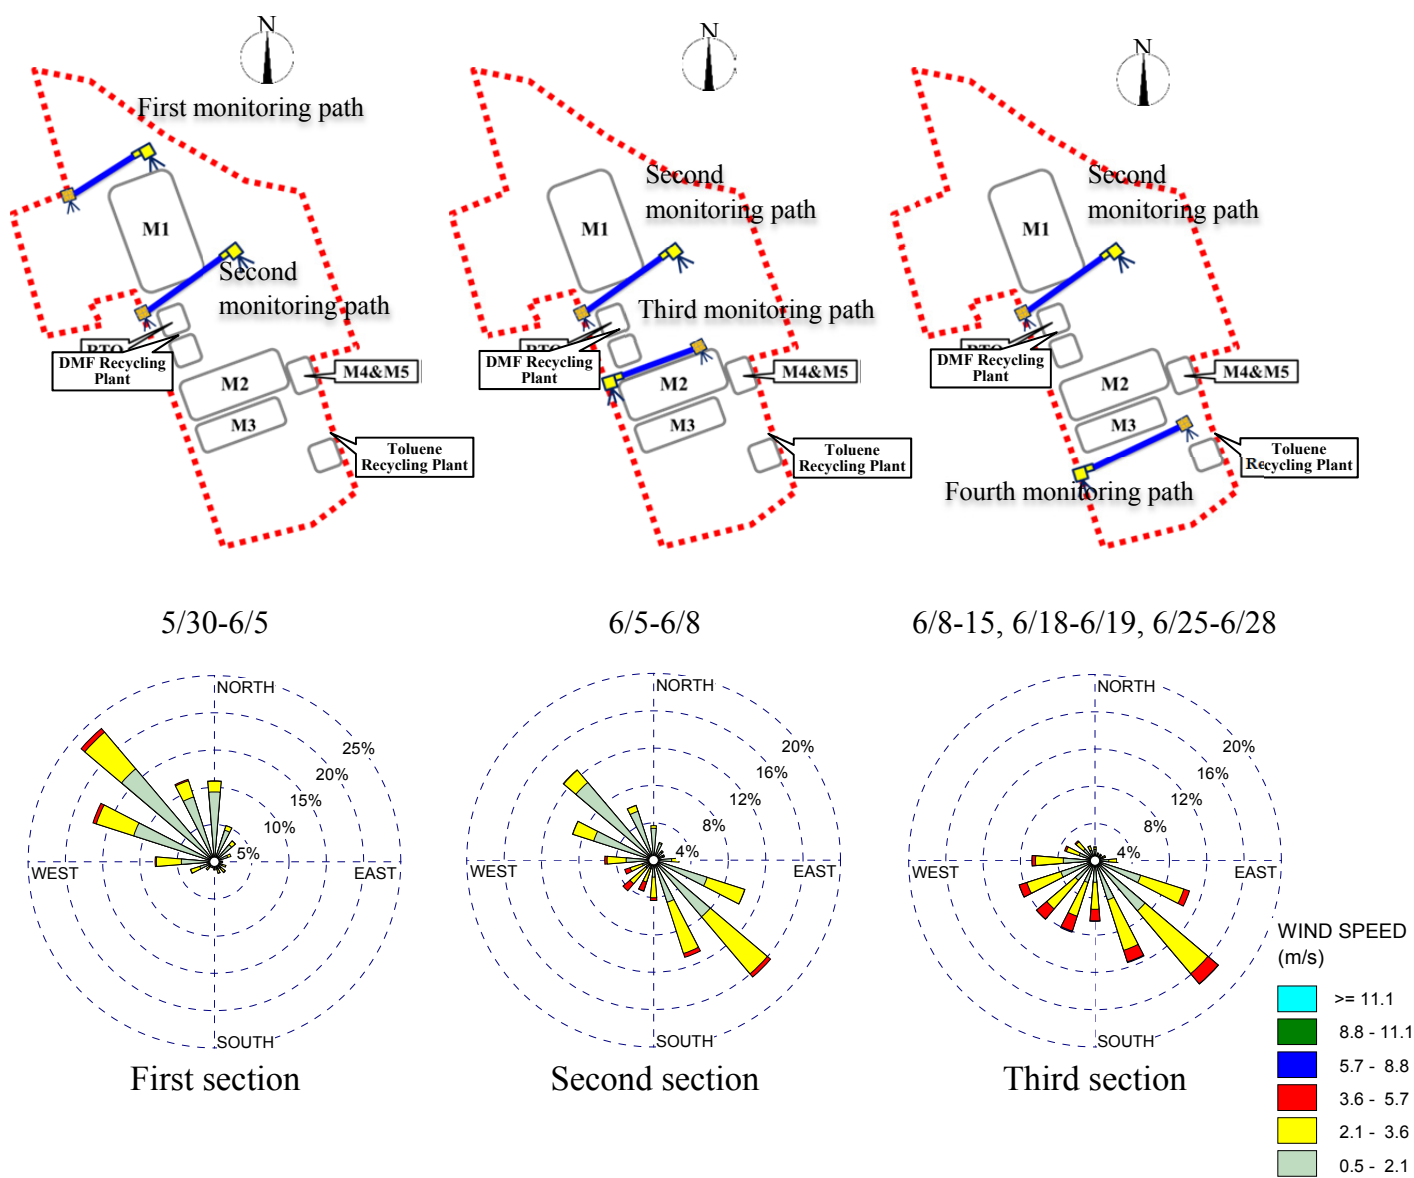 N
First monitoring path
M1
Second
monitoring path
DMF Recycling
Plant
M2
M4&M5
M3
Toluene
Recycling Plant
N
Second
monitoring path
M1
Third monitoring path
DMF Recycling
Plant
M2
M4&M5
M3
Toluene
Recycling Plant
N
Second
monitoring path
M1
DMF Recycling
Plant
M2
M4&M5
M3
Toluene
Recycling Plant
Fourth monitoring path
5/30-6/5
6/5-6/8
6/8-15, 6/18-6/19, 6/25-6/28
NORTH
25%
20%
15%
10%
5%
WEST
EAST
SOUTH
First section
NORTH
20%
16%
12%
8%
4%
WEST
EAST
SOUTH
Second section
NORTH
20%
16%
12%
8%
4%
WEST
EAST
SOUTH
Third section
WIND SPEED
(m/s)
>= 11.1
8.8 - 11.1
5.7 - 8.8
3.6 - 5.7
2.1 - 3.6
0.5 - 2.1